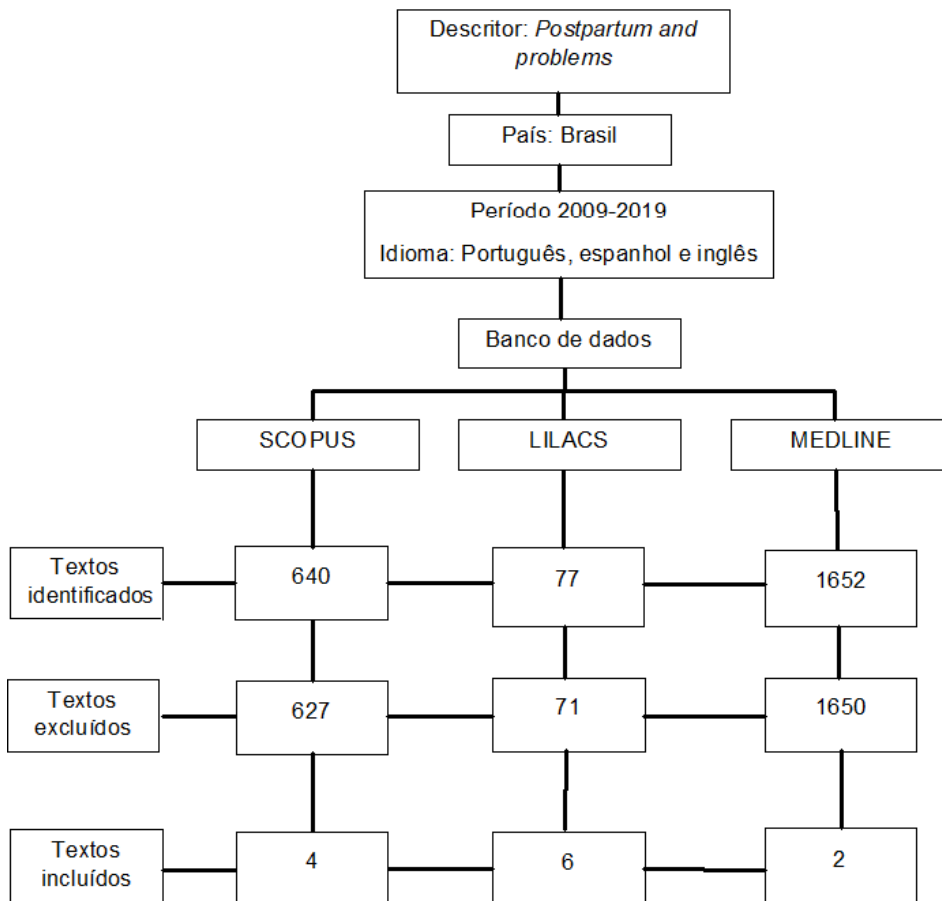 Descritor: Postpartum and
problems
País: Brasil
Período 2009-2019
Idioma: Português, espanhol e inglês
Banco de dados
SCOPUS
LILACS
MEDLINE
Textos
identificados
640
77
1652
Textos
excluídos
627
71
1650
Textos
incluídos
4
6
2